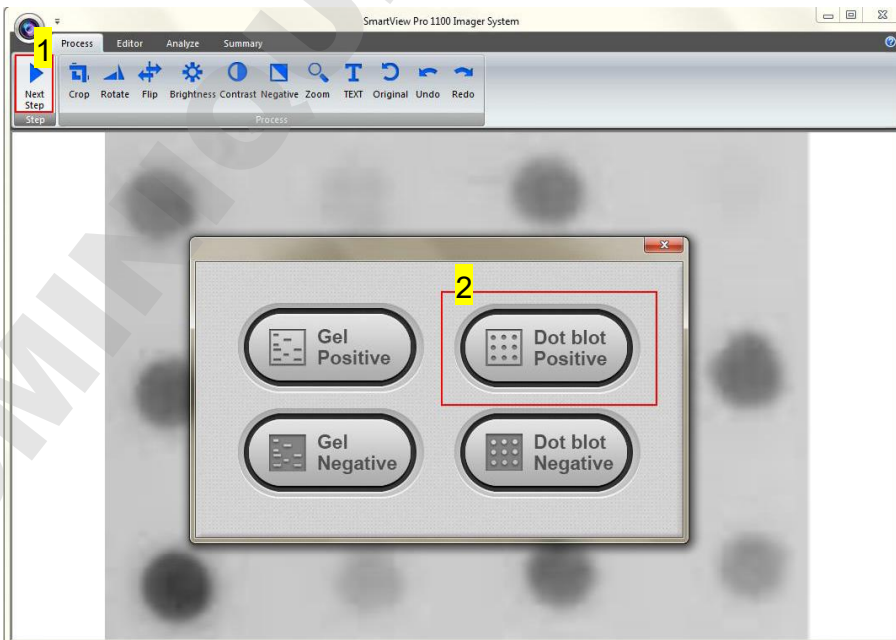 SmartView Pro 1100 Imager System
1
Process Editor Analyze Summary
Next
Step
Crop Rotate Flip Brightness Contrast Negative Zoom TEXT Original Undo Redo
Step Process
2
Gel
Positive
Dot blot
Positive
Gel
Negative
Dot blot
Negative